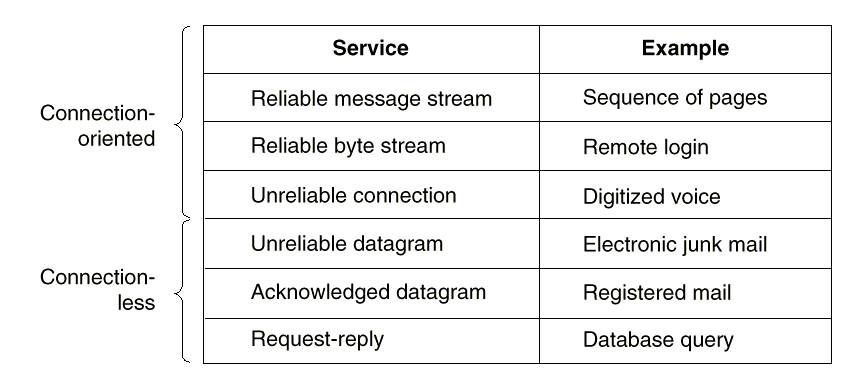 Service Example
Connection-
oriented
Reliable message stream Sequence of pages
Reliable byte stream Remote login
Unreliable connection Digitized voice
Connection-
less
Unreliable datagram Electronic junk mail
Acknowledged datagram Registered mail
Request-reply Database query